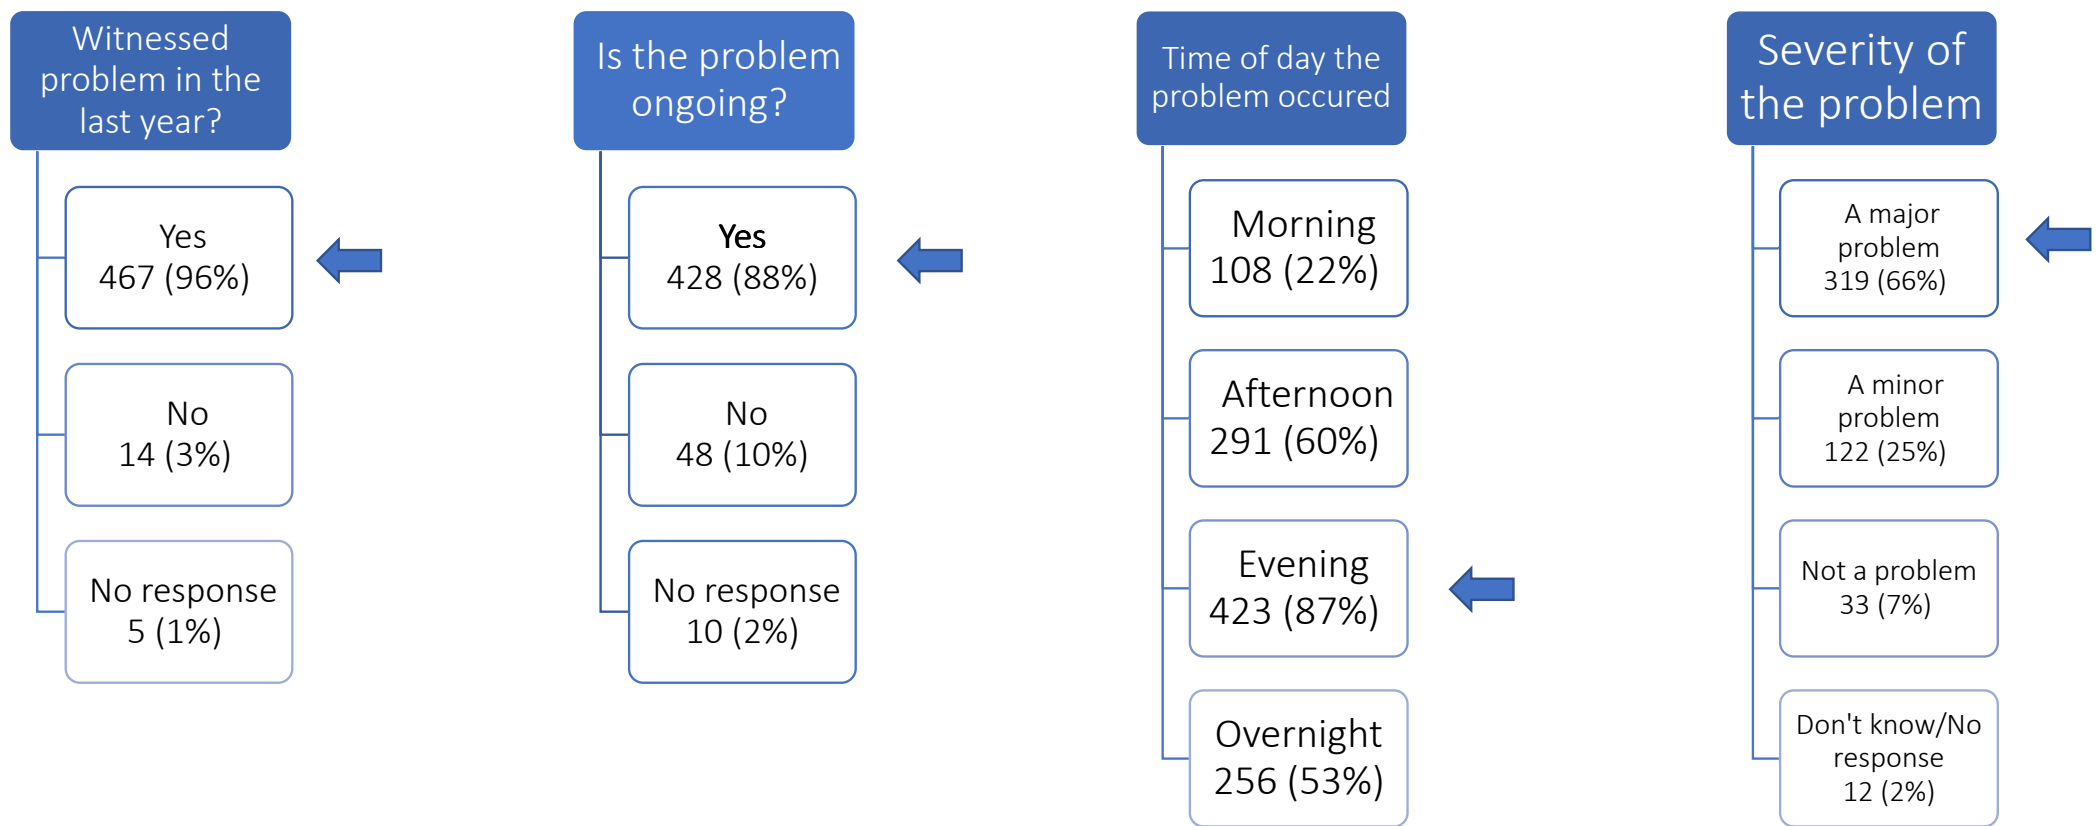 Witnessed
problem in the
last year?
Yes
467 (96%)
No
14 (3%)
No response
5 (1%)
Is the problem
ongoing?
Yes
428 (88%)
No
48 (10%)
No response
10 (2%)
Time of day the
problem occured
Morning
108 (22%)
Afternoon
291 (60%)
Evening
423 (87%)
Overnight
256 (53%)
Severity of
the problem
A major
problem
319 (66%)
A minor
problem
122 (25%)
Not a problem
33 (7%)
Don't know/No
response
12 (2%)